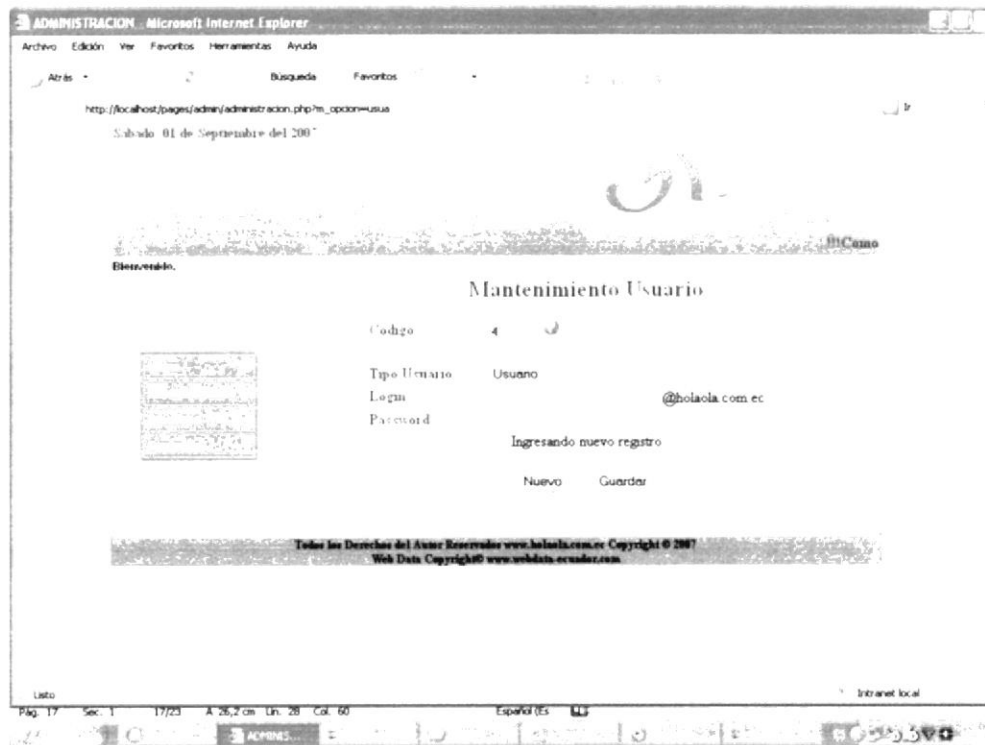 ADMINISTRACION - Microsoft Internet Explorer
Archivo Edición Ver Favoritos Herramientas Ayuda
Atrás Búsqueda Favoritos
http://localhost/pages/admin/administracion.php?m_opcion=usua
Ir
Sabado 01 de Septiembre del 2007
!!!Como
Bienvenido.
Mantenimiento Usuario
Codigo 4
Tipo Usuario Usuario
Login @holaola.com.ec
Password
Ingresando nuevo registro
Nuevo Guardar
Todos los Derechos del Autor Reservados www.holaola.com.ec Copyright © 2007
Web Data Copyright© www.webdata-ecuador.com
Listo Intranet local
Pág. 17 Sec. 1 17/23 A 26,2 cm Lín. 28 Col. 60 Español (Es
ADMINIS...